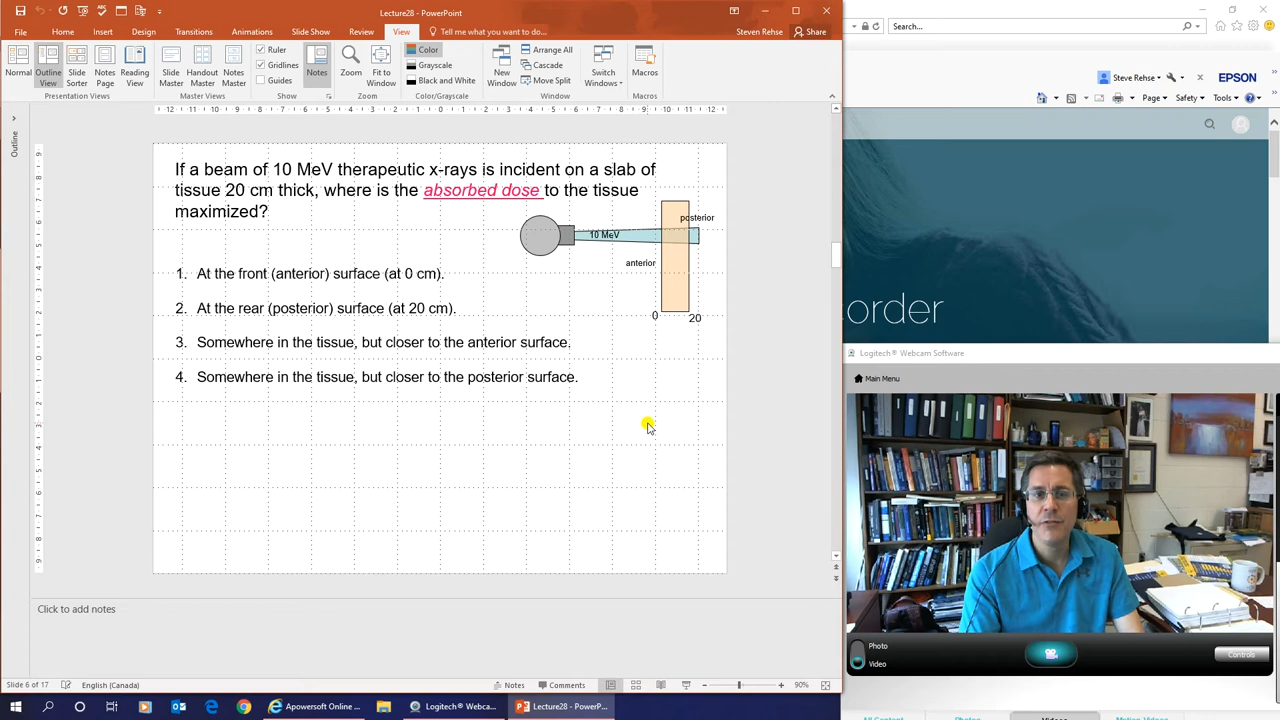 Lecture28 - PowerPoint
File Home Insert Design Transitions Animations Slide Show Review View Tell me what you want to do... Steven Rehse Share
Normal Outline View Slide Sorter Notes Page Reading View Slide Master Handout Master Notes Master
Ruler Gridlines Guides Notes Zoom Fit to Window
Color Grayscale Black and White
New Window Arrange All Cascade Move Split Switch Windows Macros
Presentation Views Master Views Show Zoom Color/Grayscale Window Macros
Outline
If a beam of 10 MeV therapeutic x-rays is incident on a slab of
tissue 20 cm thick, where is the absorbed dose to the tissue
maximized?
posterior
10 MeV
anterior
0 20
1. At the front (anterior) surface (at 0 cm).
2. At the rear (posterior) surface (at 20 cm).
3. Somewhere in the tissue, but closer to the anterior surface.
4. Somewhere in the tissue, but closer to the posterior surface.
Click to add notes
Slide 6 of 17 English (Canada) Notes Comments 90%
Apowersoft Online ... Logitech® Webca... Lecture28 - PowerP...
Search...
Steve Rehse EPSON
Page Safety Tools
order
Logitech® Webcam Software
Main Menu
Photo
Video
Controls
All Content Photos Videos Motion Videos